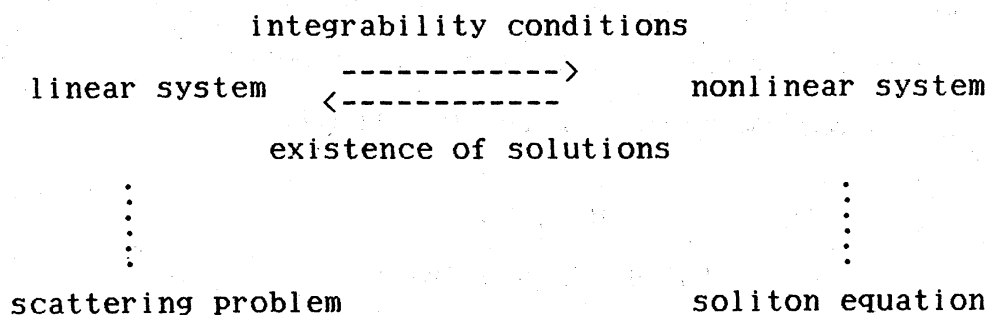 integrability conditions
linear system ------------> nonlinear system
<------------
existence of solutions
scattering problem soliton equation